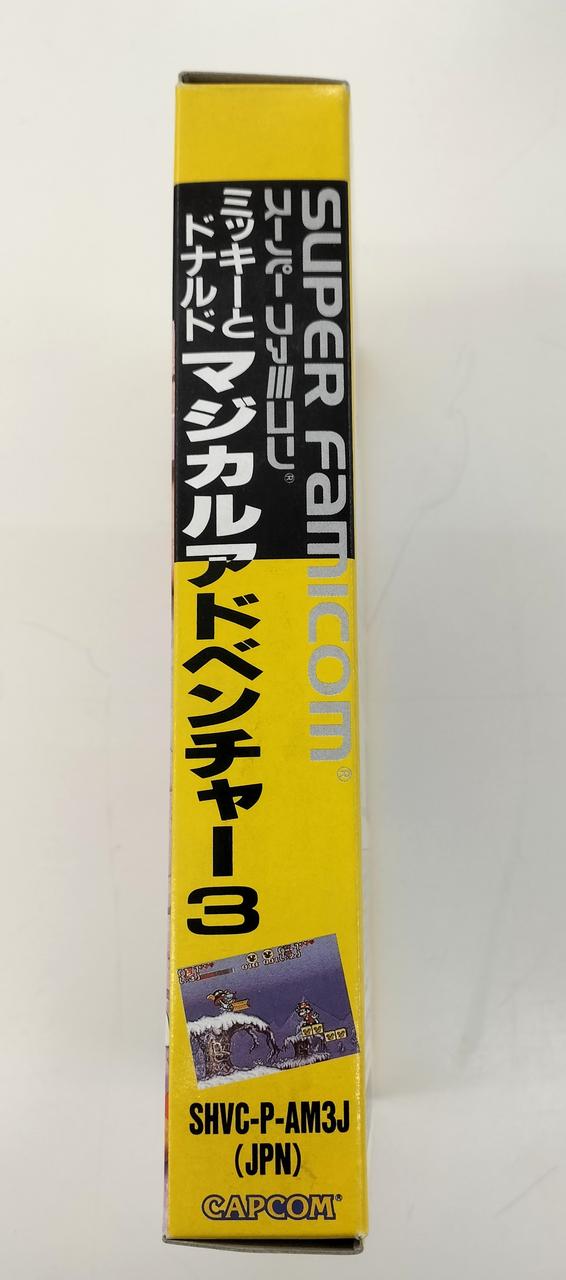 SUPER FAMICOM®
スーパーファミコン®
ミッキーと
ドナルド
マジカルアドベンチャー3
SHVC-P-AM3J
(JPN)
CAPCOM®